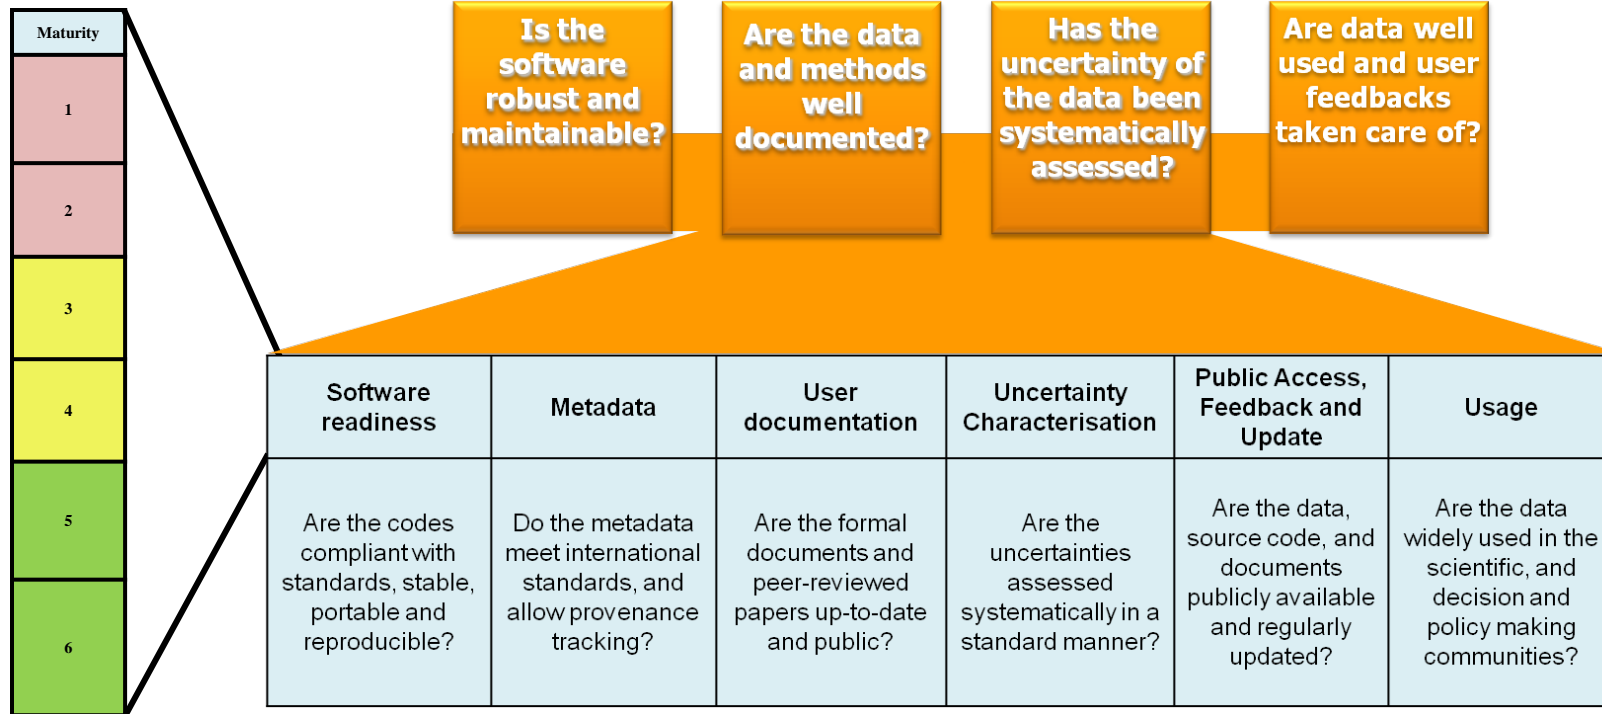 Maturity
1
2
3
4
5
6
Is the
software
robust and
maintainable?
Are the data
and methods
well
documented?
Has the
uncertainty of
the data been
systematically
assessed?
Are data well
used and user
feedbacks
taken care of?
Software
readiness
Metadata
User
documentation
Uncertainty
Characterisation
Public Access,
Feedback and
Update
Usage
Are the codes
compliant with
standards, stable,
portable and
reproducible?
Do the metadata
meet international
standards, and
allow provenance
tracking?
Are the formal
documents and
peer-reviewed
papers up-to-date
and public?
Are the
uncertainties
assessed
systematically in a
standard manner?
Are the data,
source code, and
documents
publicly available
and regularly
updated?
Are the data
widely used in the
scientific, and
decision and
policy making
communities?